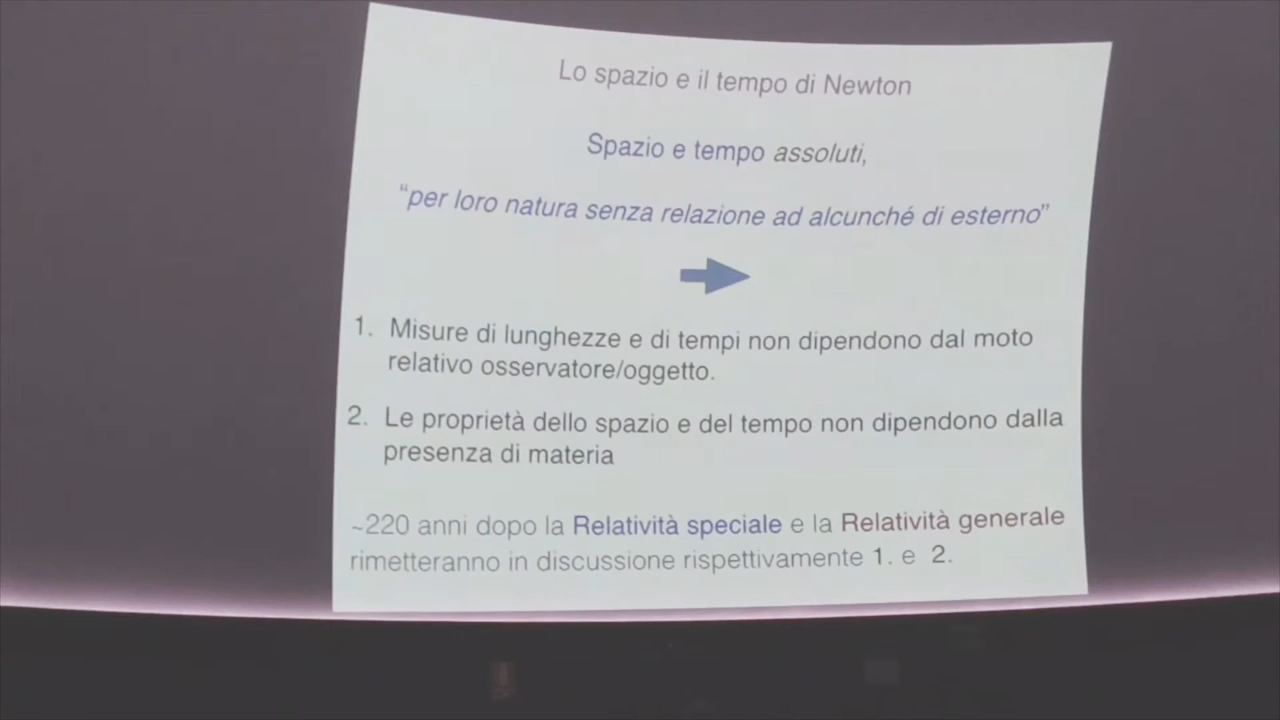 Lo spazio e il tempo di Newton
Spazio e tempo assoluti,
“per loro natura senza relazione ad alcunché di esterno”
1. Misure di lunghezze e di tempi non dipendono dal moto
relativo osservatore/oggetto.
2. Le proprietà dello spazio e del tempo non dipendono dalla
presenza di materia
~220 anni dopo la Relatività speciale e la Relatività generale
rimetteranno in discussione rispettivamente 1. e 2.